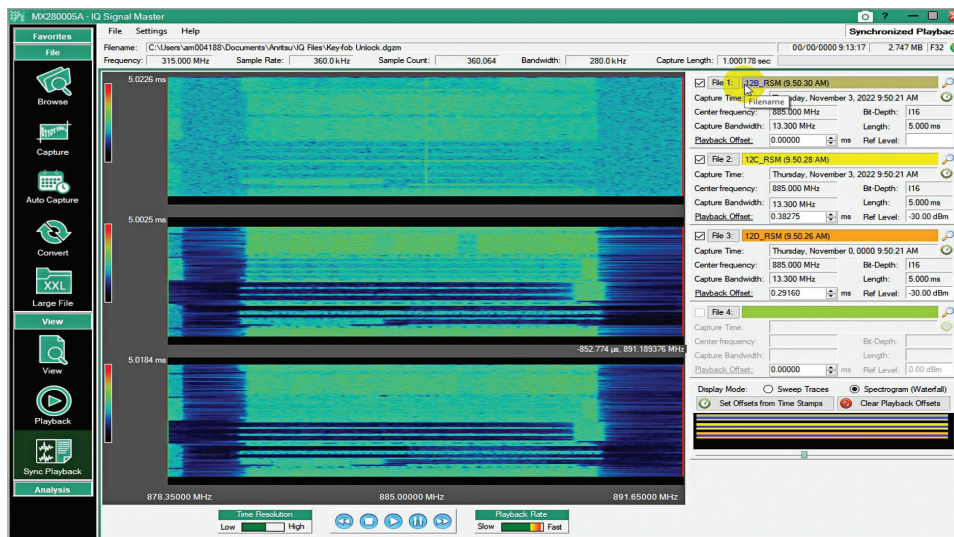 MX280005A - IQ Signal Master
?
File Settings Help
Synchronized Playbac
Filename: C:\Users\am004188\Documents\Anritsu\IQ Files\Key-fob Unlock.dgzm
00/00/0000 9:13:17 2.747 MB F32
Frequency: 315.000 MHz Sample Rate: 360.0 kHz Sample Count: 360,064 Bandwidth: 280.0 kHz Capture Length: 1.000178 sec
Favorites
File
Browse
Capture
Auto Capture
Convert
XXL
Large File
View
View
Playback
Sync Playback
Analysis
5.0226 ms
5.0025 ms
-852.774 µs, 891.189376 MHz
5.0184 ms
878.35000 MHz 885.00000 MHz 891.65000 MHz
Time Resolution
Low High
Playback Rate
Slow Fast
File 1: 12B_RSM (9.50.30 AM)
Capture Time: Thursday, November 3, 2022 9:50:21 AM
Filename
Center frequency: 885.000 MHz Bit-Depth: I16
Capture Bandwidth: 13.300 MHz Length: 5.000 ms
Playback Offset: 0.00000 ms Ref Level:
File 2: 12C_RSM (9.50.28 AM)
Capture Time: Thursday, November 3, 2022 9:50:21 AM
Center frequency: 885.000 MHz Bit-Depth: I16
Capture Bandwidth: 13.300 MHz Length: 5.000 ms
Playback Offset: 0.38275 ms Ref Level: -30.00 dBm
File 3: 12D_RSM (9.50.26 AM)
Capture Time: Thursday, November 0, 0000 9:50:21 AM
Center frequency: 885.000 MHz Bit-Depth: I16
Capture Bandwidth: 13.300 MHz Length: 5.000 ms
Playback Offset: 0.29160 ms Ref Level: -30.00 dBm
File 4:
Capture Time:
Center frequency: Bit-Depth:
Capture Bandwidth: Length:
Playback Offset: 0.00000 ms Ref Level: 0.00 dBm
Display Mode: Sweep Traces Spectrogram (Waterfall)
Set Offsets from Time Stamps Clear Playback Offsets